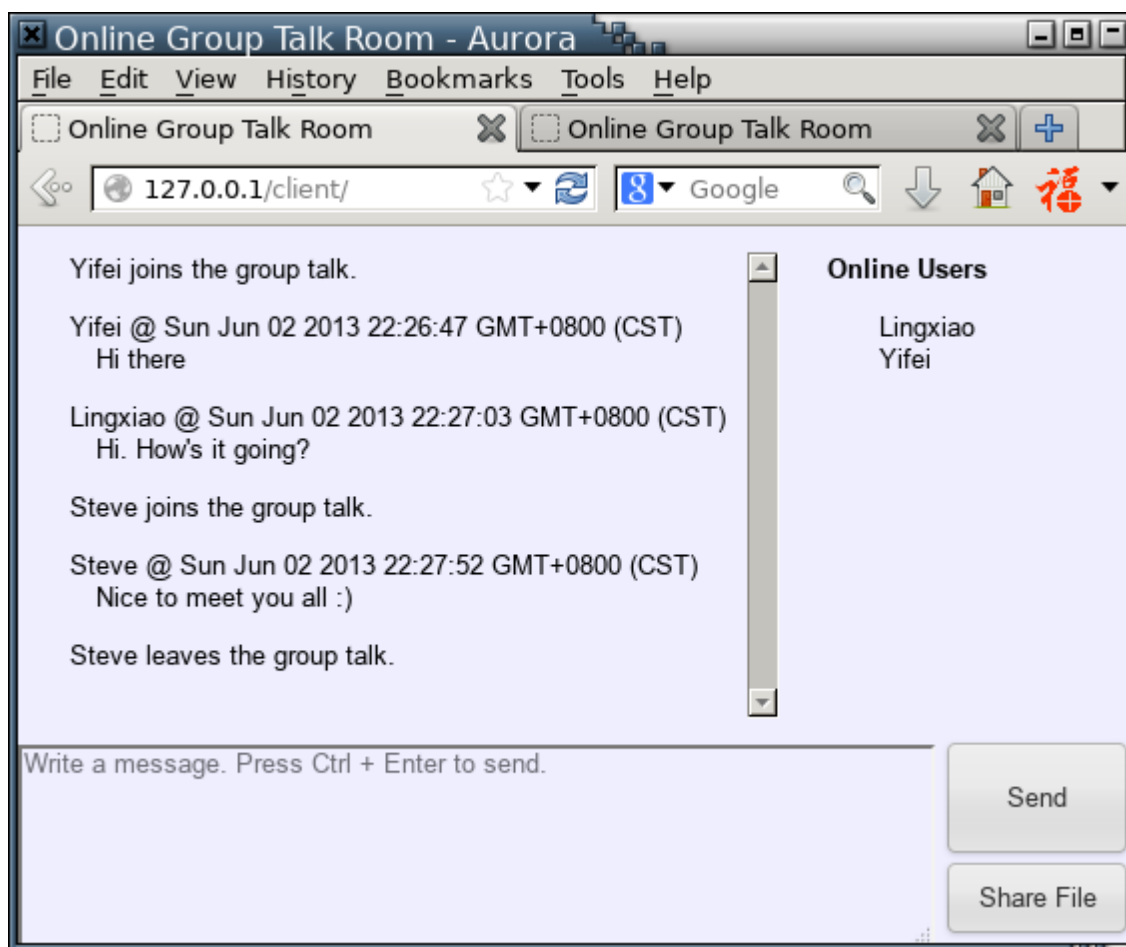 Online Group Talk Room - Aurora
File Edit View History Bookmarks Tools Help
Online Group Talk Room
Online Group Talk Room
127.0.0.1/client/
8
Google
福
Yifei joins the group talk.
Yifei @ Sun Jun 02 2013 22:26:47 GMT+0800 (CST)
Hi there
Lingxiao @ Sun Jun 02 2013 22:27:03 GMT+0800 (CST)
Hi. How's it going?
Steve joins the group talk.
Steve @ Sun Jun 02 2013 22:27:52 GMT+0800 (CST)
Nice to meet you all :)
Steve leaves the group talk.
Online Users
Lingxiao
Yifei
Write a message. Press Ctrl + Enter to send.
Send
Share File